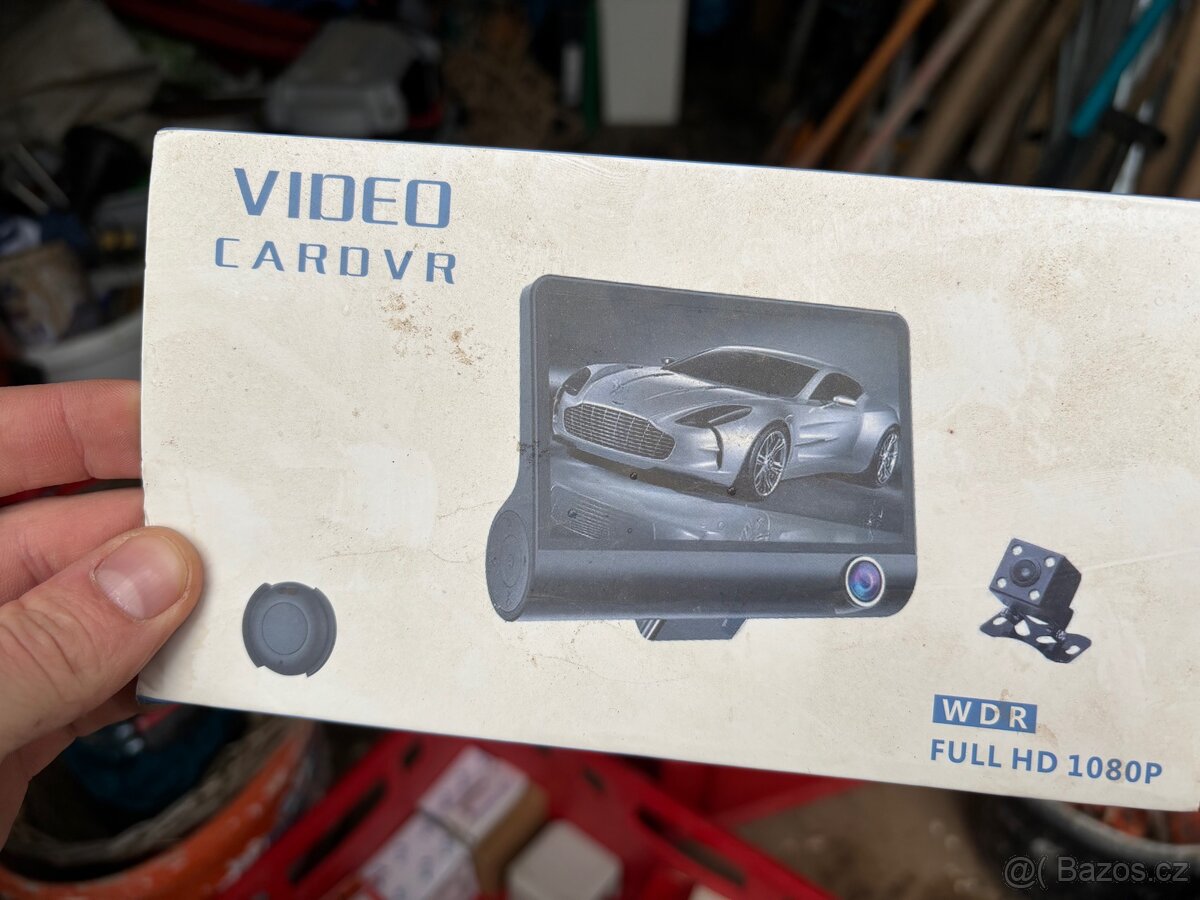 VIDEO
CARDVR
WDR
FULL HD 1080P
@( Bazos.cz